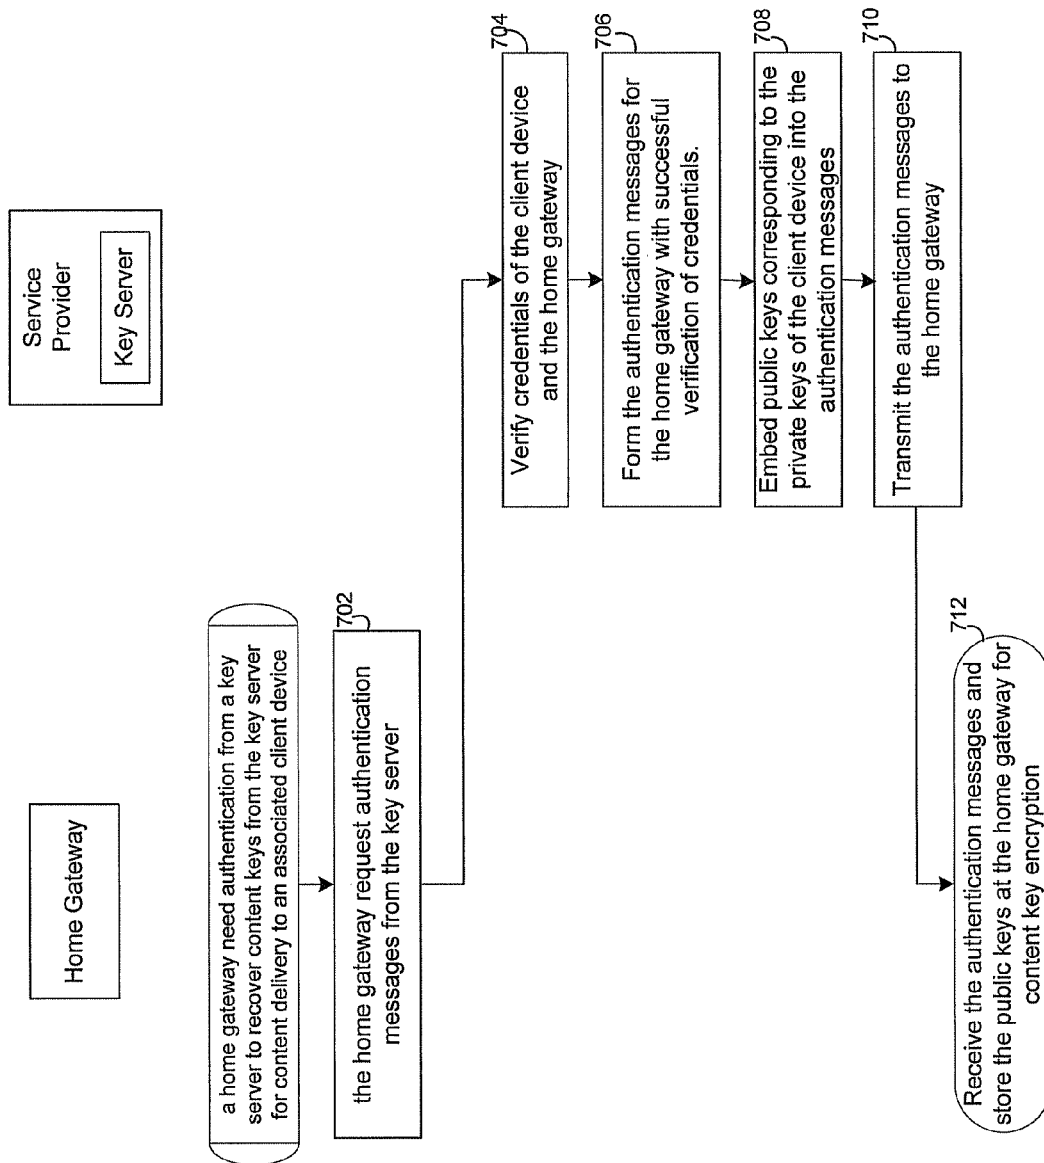 Home Gateway
Service
Provider
Key Server
a home gateway need authentication from a key
server to recover content keys from the key server
for content delivery to an associated client device
702
the home gateway request authentication
messages from the key server
704
Verify credentials of the client device
and the home gateway
706
Form the authentication messages for
the home gateway with successful
verification of credentials.
708
Embed public keys corresponding to the
private keys of the client device into the
authentication messages
710
Transmit the authentication messages to
the home gateway
712
Receive the authentication messages and
store the public keys at the home gateway for
content key encryption